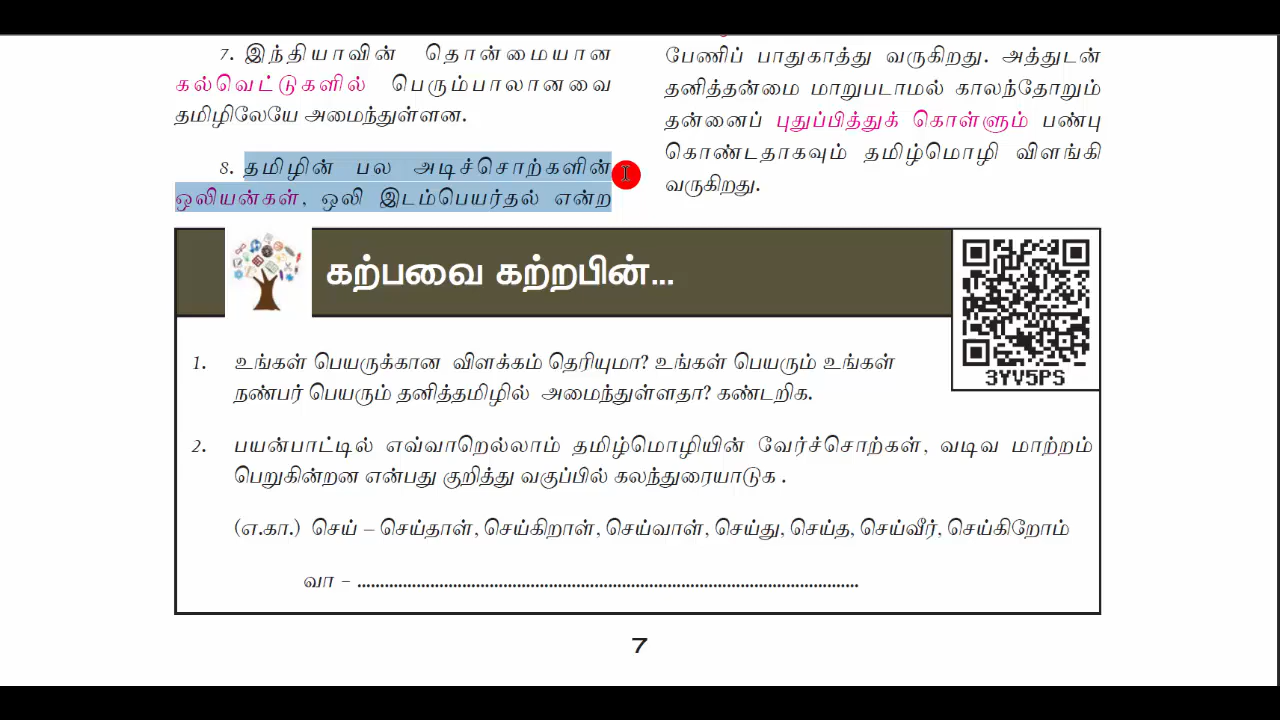 7. இந்தியாவின் தொன்மையான
கல்வெட்டுகளில் பெரும்பாலானவை
தமிழிலேயே அமைந்துள்ளன.
8. தமிழின் பல அடிச்சொற்களின்
ஒலியன்கள், ஒலி இடம்பெயர்தல் என்ற
பேணிப் பாதுகாத்து வருகிறது. அத்துடன்
தனித்தன்மை மாறுபடாமல் காலந்தோறும்
தன்னைப் புதுப்பித்துக் கொள்ளும் பண்பு
கொண்டதாகவும் தமிழ்மொழி விளங்கி
வருகிறது.
கற்பவை கற்றபின்...
3YV5PS
1. உங்கள் பெயருக்கான விளக்கம் தெரியுமா? உங்கள் பெயரும் உங்கள்
நண்பர் பெயரும் தனித்தமிழில் அமைந்துள்ளதா? கண்டறிக.
2. பயன்பாட்டில் எவ்வாறெல்லாம் தமிழ்மொழியின் வேர்ச்சொற்கள், வடிவ மாற்றம்
பெறுகின்றன என்பது குறித்து வகுப்பில் கலந்துரையாடுக .
(எ.கா.) செய் – செய்தாள், செய்கிறாள், செய்வாள், செய்து, செய்த, செய்வீர், செய்கிறோம்
வா – ....................................................................................................
7